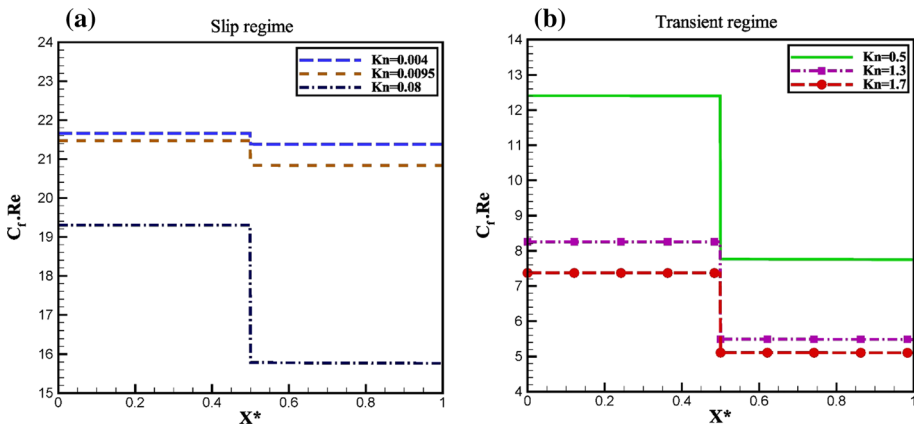 (a)
Slip regime
24
23
22
21
20
19
18
17
16
15
C_f.Re
0
0.2
0.4
0.6
0.8
1
X*
Kn=0.004
Kn=0.0095
Kn=0.08
(b)
Transient regime
14
13
12
11
10
9
8
7
6
5
4
C_f.Re
0
0.2
0.4
0.6
0.8
1
X*
Kn=0.5
Kn=1.3
Kn=1.7